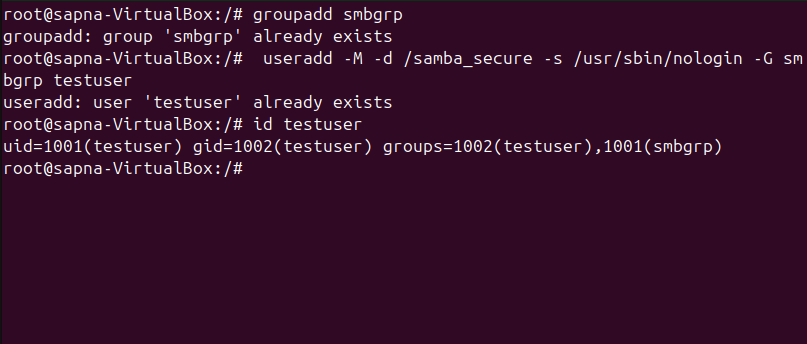 root@sapna-VirtualBox:/# groupadd smbgrp
groupadd: group 'smbgrp' already exists
root@sapna-VirtualBox:/#  useradd -M -d /samba_secure -s /usr/sbin/nologin -G sm
bgrp testuser
useradd: user 'testuser' already exists
root@sapna-VirtualBox:/# id testuser
uid=1001(testuser) gid=1002(testuser) groups=1002(testuser),1001(smbgrp)
root@sapna-VirtualBox:/#